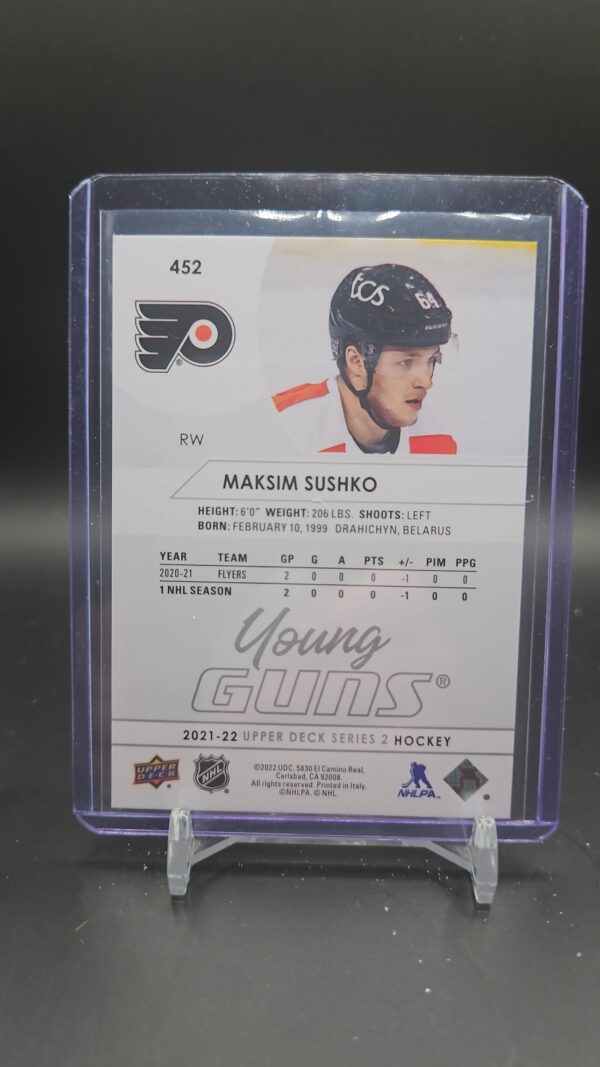 452
tcs
64
BAUER
RW
MAKSIM SUSHKO
HEIGHT: 6'0" WEIGHT: 206 LBS. SHOOTS: LEFT
BORN: FEBRUARY 10, 1999 DRAHICHYN, BELARUS
YEAR TEAM GP G A PTS +/- PIM PPG
2020-21 FLYERS 2 0 0 0 -1 0 0
1 NHL SEASON 2 0 0 0 -1 0 0
Young
GUNS®
2021-22 UPPER DECK SERIES 2 HOCKEY
UPPER DECK
NHL
©2022 UDC. 5830 El Camino Real,
Carlsbad, CA 92008.
All rights reserved. Printed in Italy.
©NHLPA. © NHL.
NHLPA